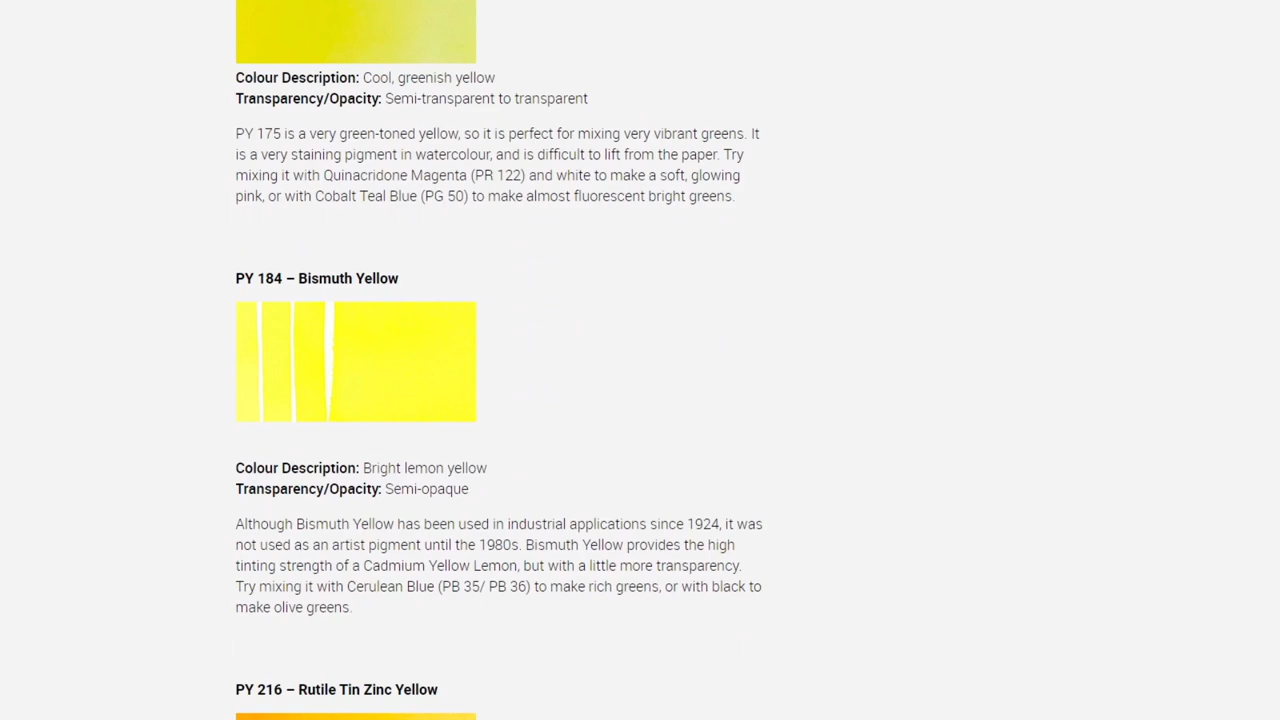 Colour Description: Cool, greenish yellow
Transparency/Opacity: Semi-transparent to transparent
PY 175 is a very green-toned yellow, so it is perfect for mixing very vibrant greens. It
is a very staining pigment in watercolour, and is difficult to lift from the paper. Try
mixing it with Quinacridone Magenta (PR 122) and white to make a soft, glowing
pink, or with Cobalt Teal Blue (PG 50) to make almost fluorescent bright greens.
PY 184 – Bismuth Yellow
Colour Description: Bright lemon yellow
Transparency/Opacity: Semi-opaque
Although Bismuth Yellow has been used in industrial applications since 1924, it was
not used as an artist pigment until the 1980s. Bismuth Yellow provides the high
tinting strength of a Cadmium Yellow Lemon, but with a little more transparency.
Try mixing it with Cerulean Blue (PB 35/ PB 36) to make rich greens, or with black to
make olive greens.
PY 216 – Rutile Tin Zinc Yellow